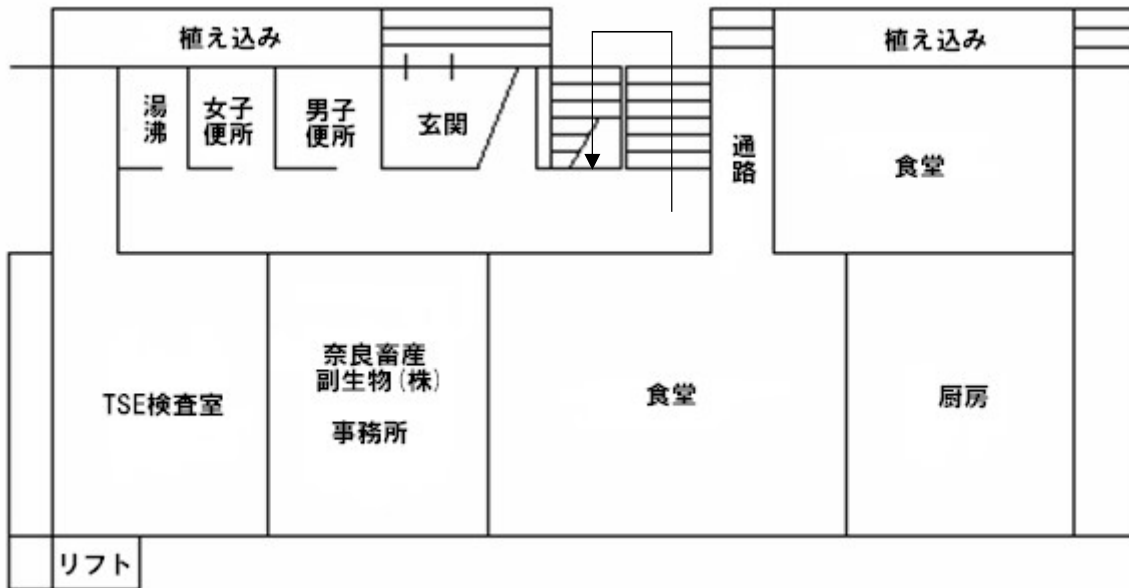 植え込み
植え込み
湯沸
女子
便所
男子
便所
玄関
通路
食堂
TSE検査室
奈良畜産
副生物(株)
事務所
食堂
厨房
リフト